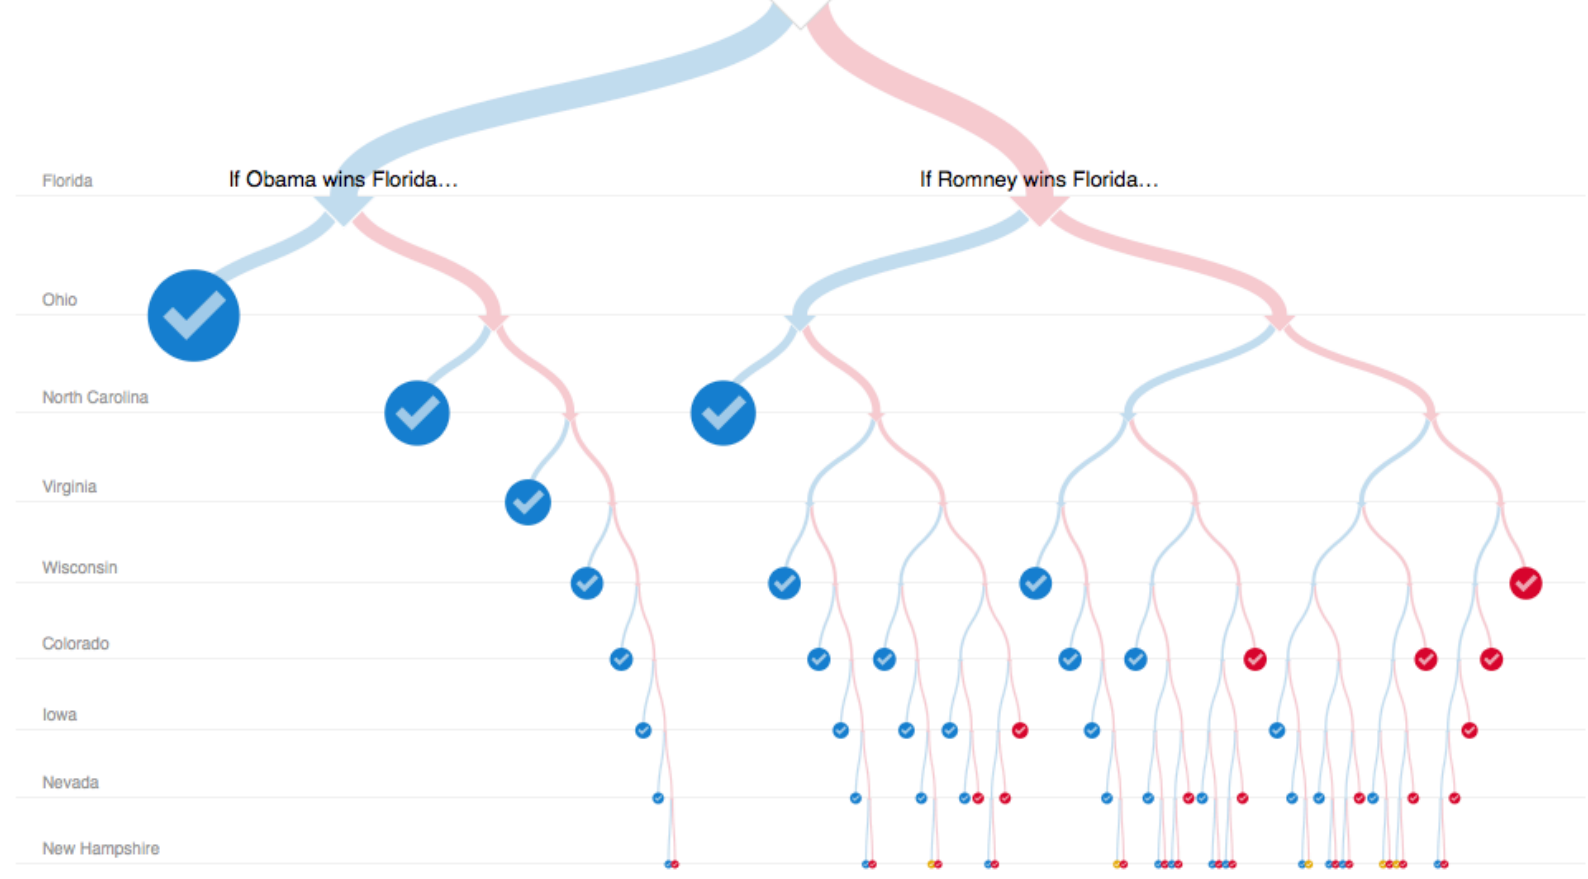 Florida
If Obama wins Florida...
If Romney wins Florida...
Ohio
North Carolina
Virginia
Wisconsin
Colorado
Iowa
Nevada
New Hampshire